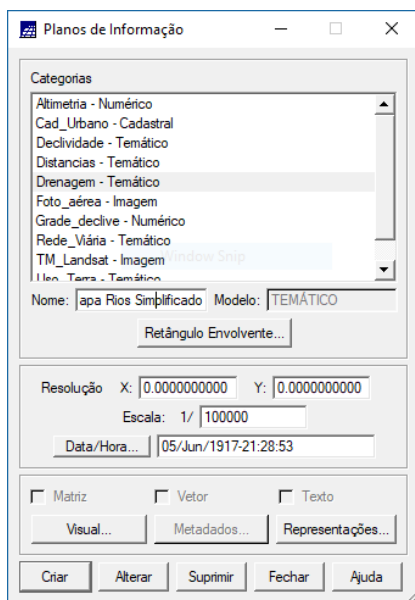 Planos de Informação
Categorias
Altimetria - Numérico
Cad_Urbano - Cadastral
Declividade - Temático
Distancias - Temático
Drenagem - Temático
Foto_aérea - Imagem
Grade_declive - Numérico
Rede_Viária - Temático
TM_Landsat - Imagem
Window Snip
Uso_Terra - Temático
Nome: apa Rios Simplificado Modelo: TEMÁTICO
Retângulo Envolvente...
Resolução X: 0.0000000000 Y: 0.0000000000
Escala: 1/ 100000
Data/Hora... 05/Jun/1917-21:28:53
Matriz Vetor Texto
Visual... Metadados... Representações...
Criar Alterar Suprimir Fechar Ajuda